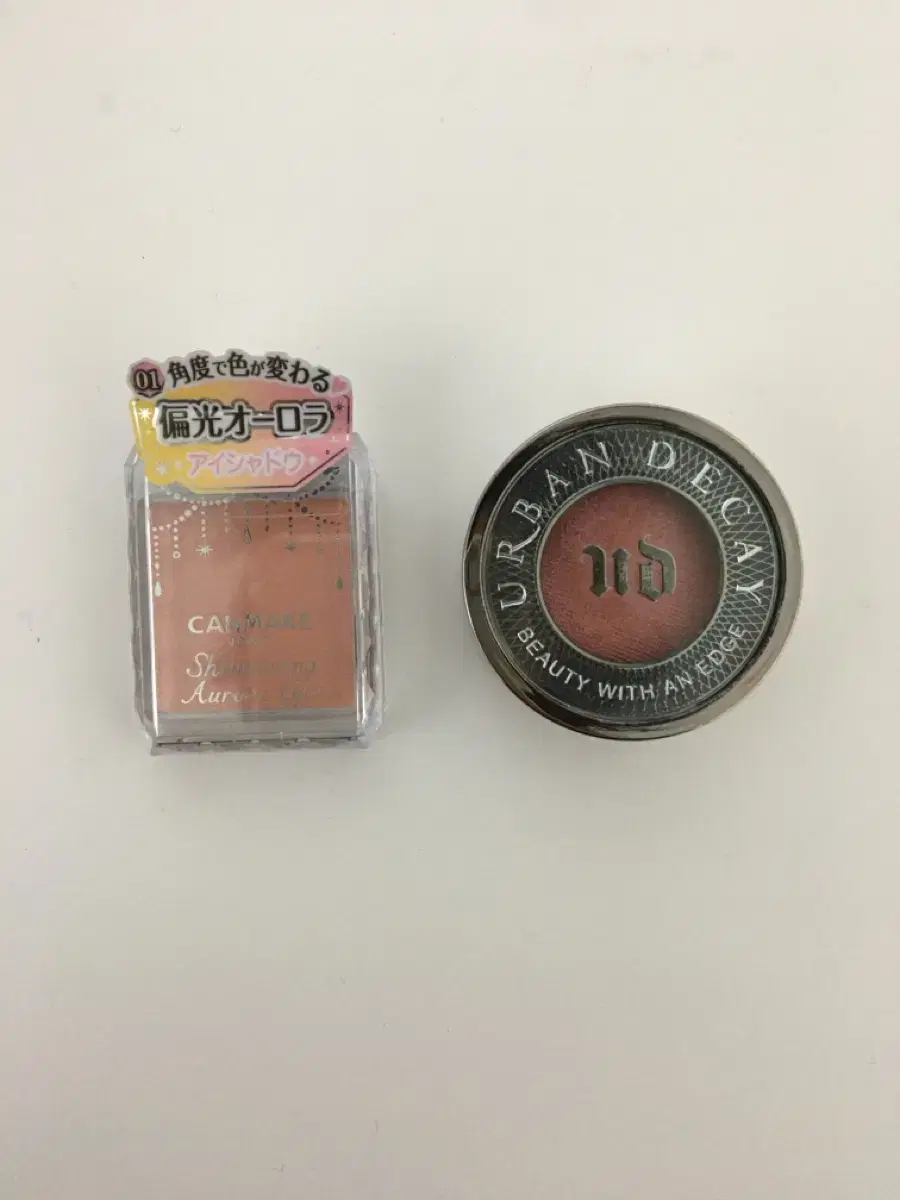 01 角度で色が変わる
偏光オーロラ
アイシャドウ
CANMAKE
Aurora
URBAN DECAY
UD
BEAUTY WITH AN EDGE